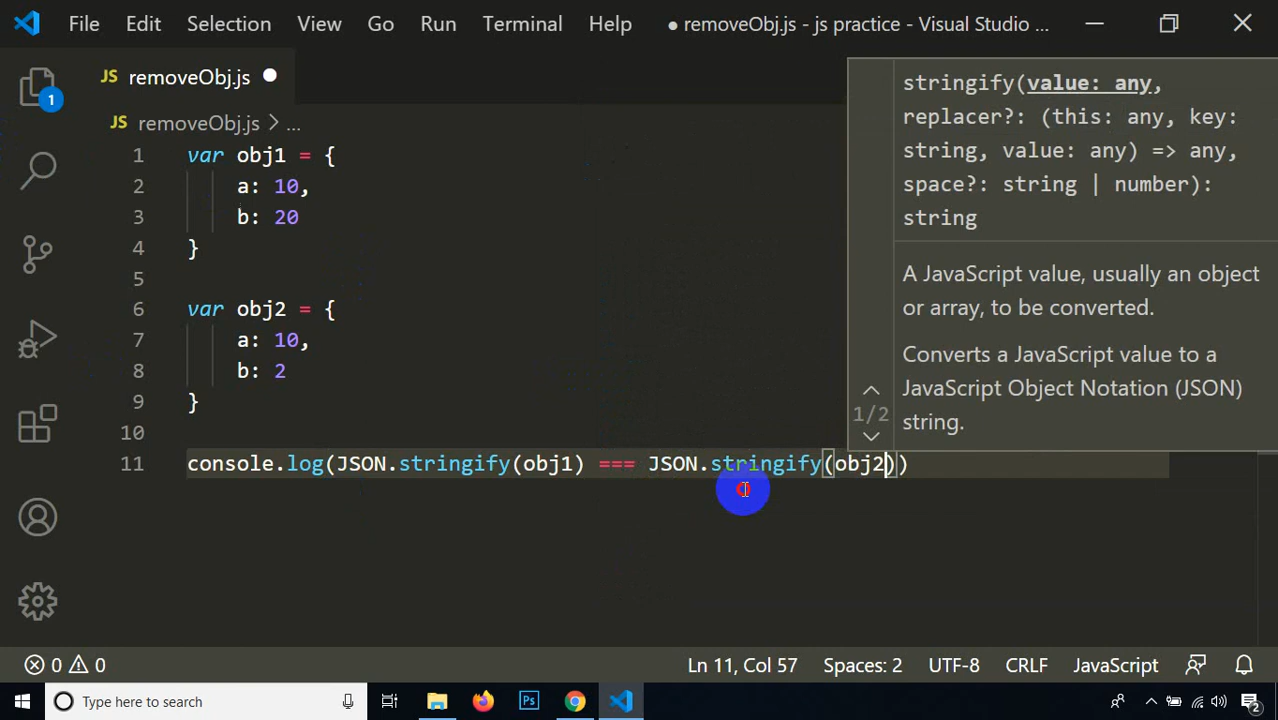 File Edit Selection View Go Run Terminal Help ● removeObj.js - js practice - Visual Studio ...
JS removeObj.js
JS removeObj.js > ...
1 var obj1 = {
2 a: 10,
3 b: 20
4 }
5
6 var obj2 = {
7 a: 10,
8 b: 2
9 }
10
11 console.log(JSON.stringify(obj1) === JSON.stringify(obj2))
stringify(value: any,
replacer?: (this: any, key:
string, value: any) => any,
space?: string | number):
string
A JavaScript value, usually an object
or array, to be converted.
Converts a JavaScript value to a
JavaScript Object Notation (JSON)
string.
1/2
1
0 0 Ln 11, Col 57 Spaces: 2 UTF-8 CRLF JavaScript
Type here to search Ps 2